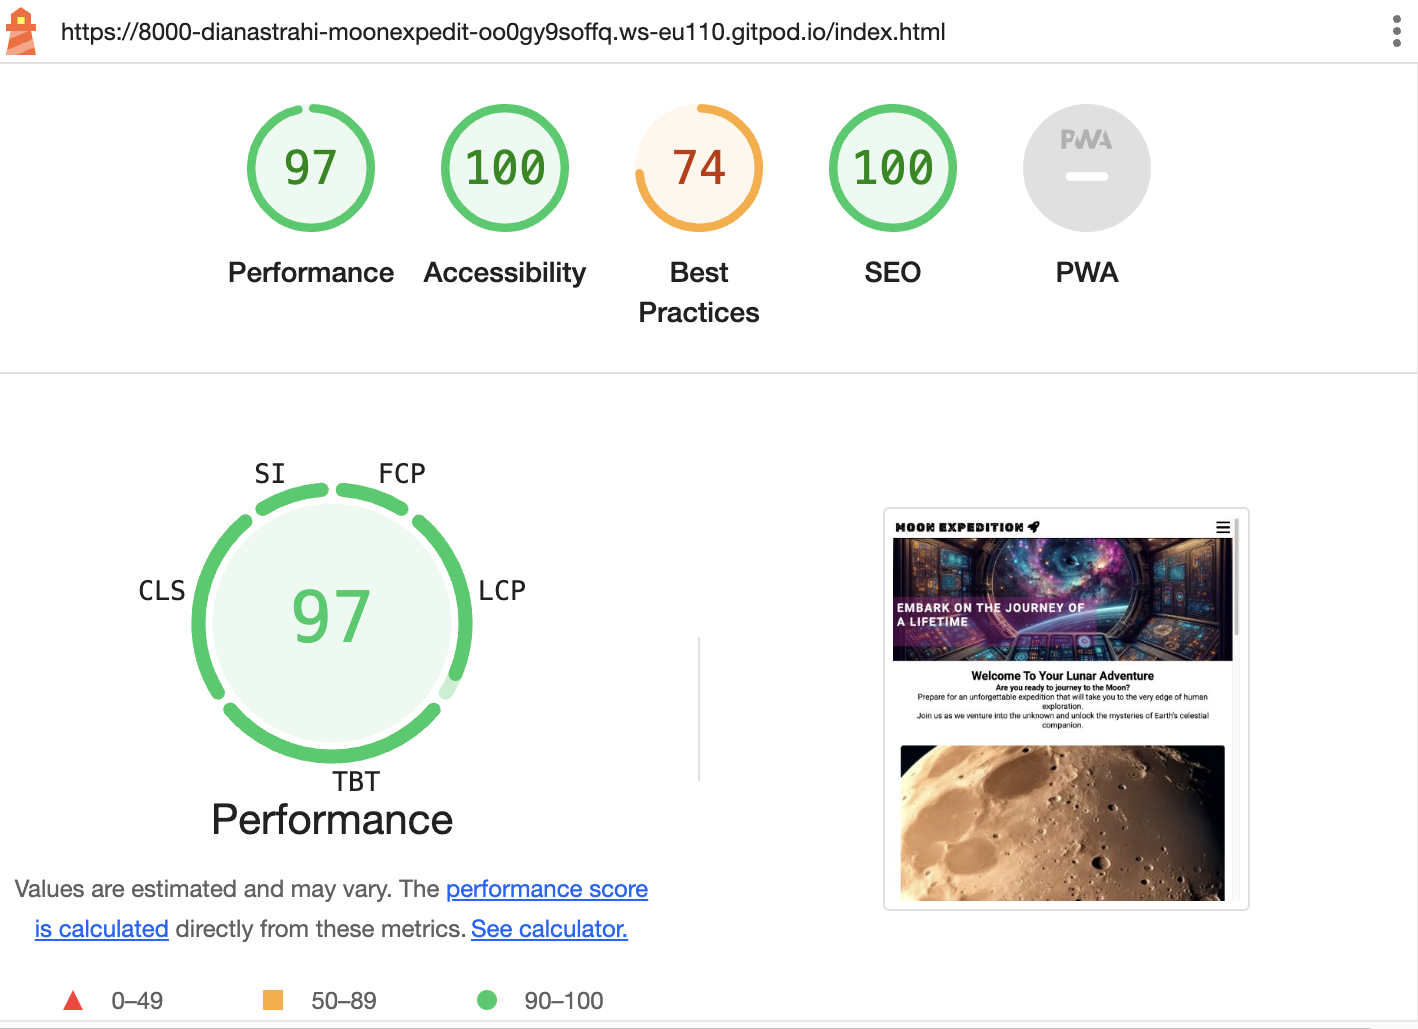 https://8000-dianastrahi-moonexpedit-oo0gy9soffq.ws-eu110.gitpod.io/index.html
97
100
74
100
PWA
Performance
Accessibility
Best
Practices
SEO
PWA
SI
FCP
CLS
LCP
97
TBT
Performance
Values are estimated and may vary. The performance score
is calculated directly from these metrics. See calculator.
0–49
50–89
90–100
MOON EXPEDITION
EMBARK ON THE JOURNEY OF
A LIFETIME
Welcome To Your Lunar Adventure
Are you ready to journey to the Moon?
Prepare for an unforgettable expedition that will take you to the very edge of human
exploration.
Join us as we venture into the unknown and unlock the mysteries of Earth's celestial
companion.